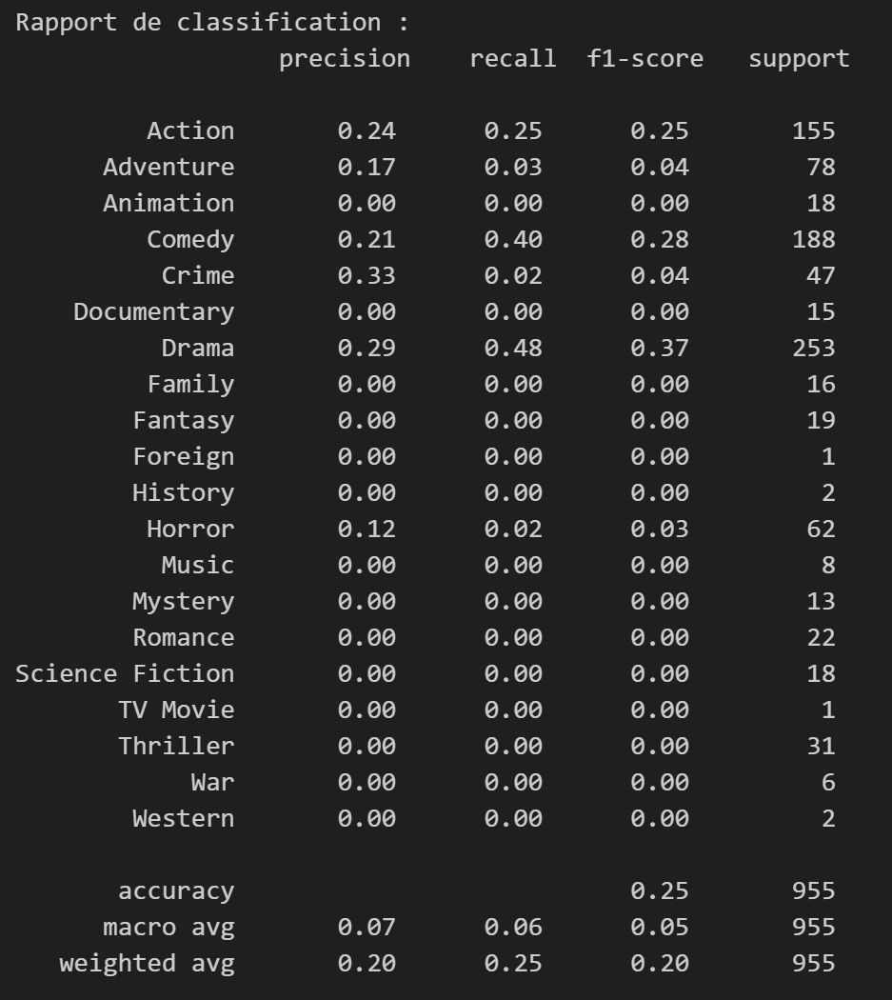 Rapport de classification :
precision recall f1-score support
Action 0.24 0.25 0.25 155
Adventure 0.17 0.03 0.04 78
Animation 0.00 0.00 0.00 18
Comedy 0.21 0.40 0.28 188
Crime 0.33 0.02 0.04 47
Documentary 0.00 0.00 0.00 15
Drama 0.29 0.48 0.37 253
Family 0.00 0.00 0.00 16
Fantasy 0.00 0.00 0.00 19
Foreign 0.00 0.00 0.00 1
History 0.00 0.00 0.00 2
Horror 0.12 0.02 0.03 62
Music 0.00 0.00 0.00 8
Mystery 0.00 0.00 0.00 13
Romance 0.00 0.00 0.00 22
Science Fiction 0.00 0.00 0.00 18
TV Movie 0.00 0.00 0.00 1
Thriller 0.00 0.00 0.00 31
War 0.00 0.00 0.00 6
Western 0.00 0.00 0.00 2
accuracy 0.25 955
macro avg 0.07 0.06 0.05 955
weighted avg 0.20 0.25 0.20 955